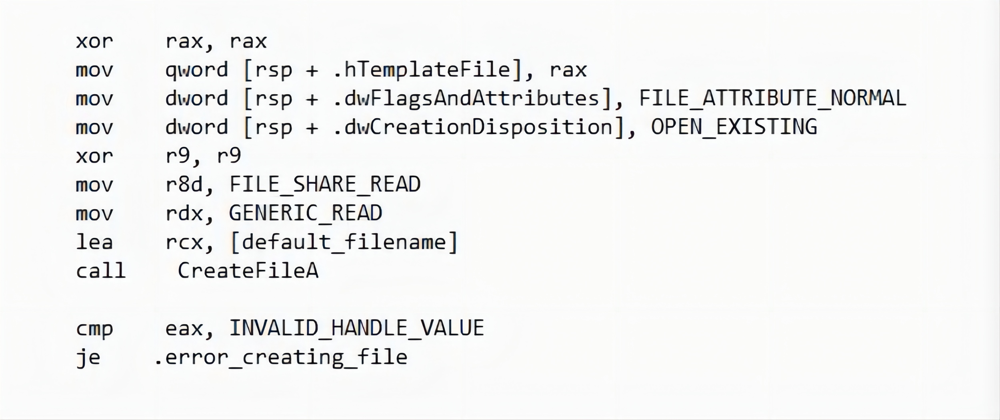 xor    rax, rax
mov    qword [rsp + .hTemplateFile], rax
mov    dword [rsp + .dwFlagsAndAttributes], FILE_ATTRIBUTE_NORMAL
mov    dword [rsp + .dwCreationDisposition], OPEN_EXISTING
xor    r9, r9
mov    r8d, FILE_SHARE_READ
mov    rdx, GENERIC_READ
lea    rcx, [default_filename]
call    CreateFileA
cmp    eax, INVALID_HANDLE_VALUE
je    .error_creating_file